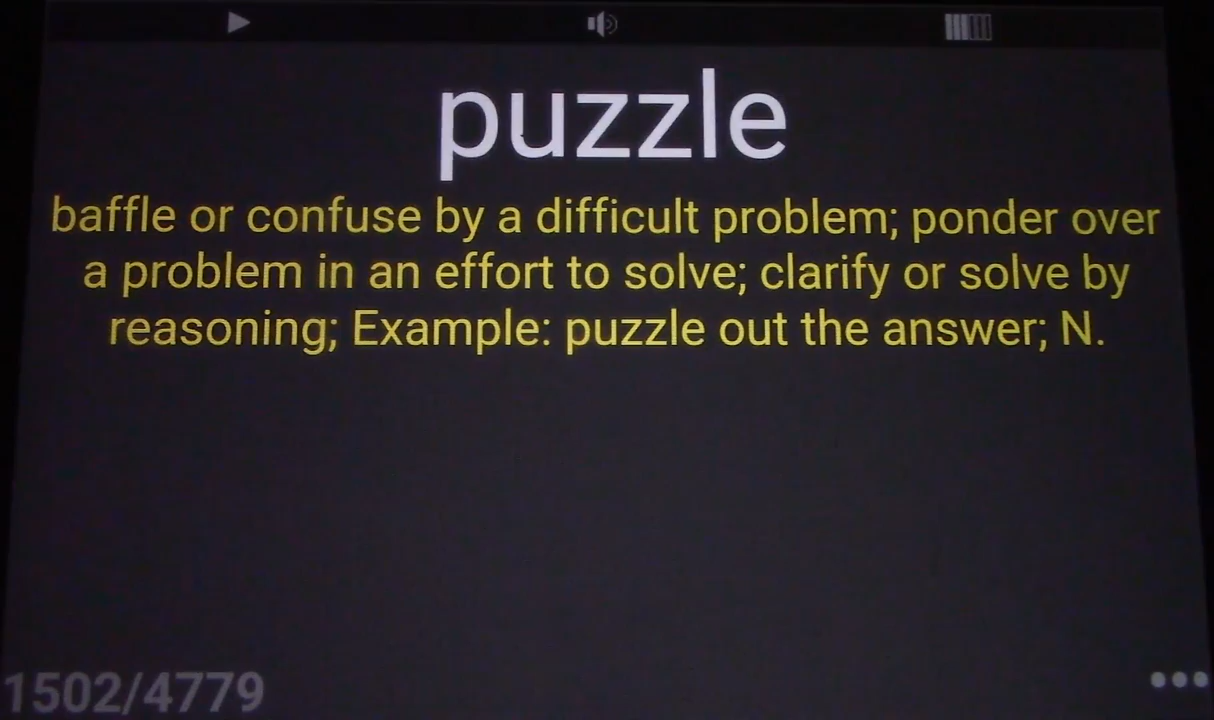 puzzle
baffle or confuse by a difficult problem; ponder over
a problem in an effort to solve; clarify or solve by
reasoning; Example: puzzle out the answer; N.
1502/4779